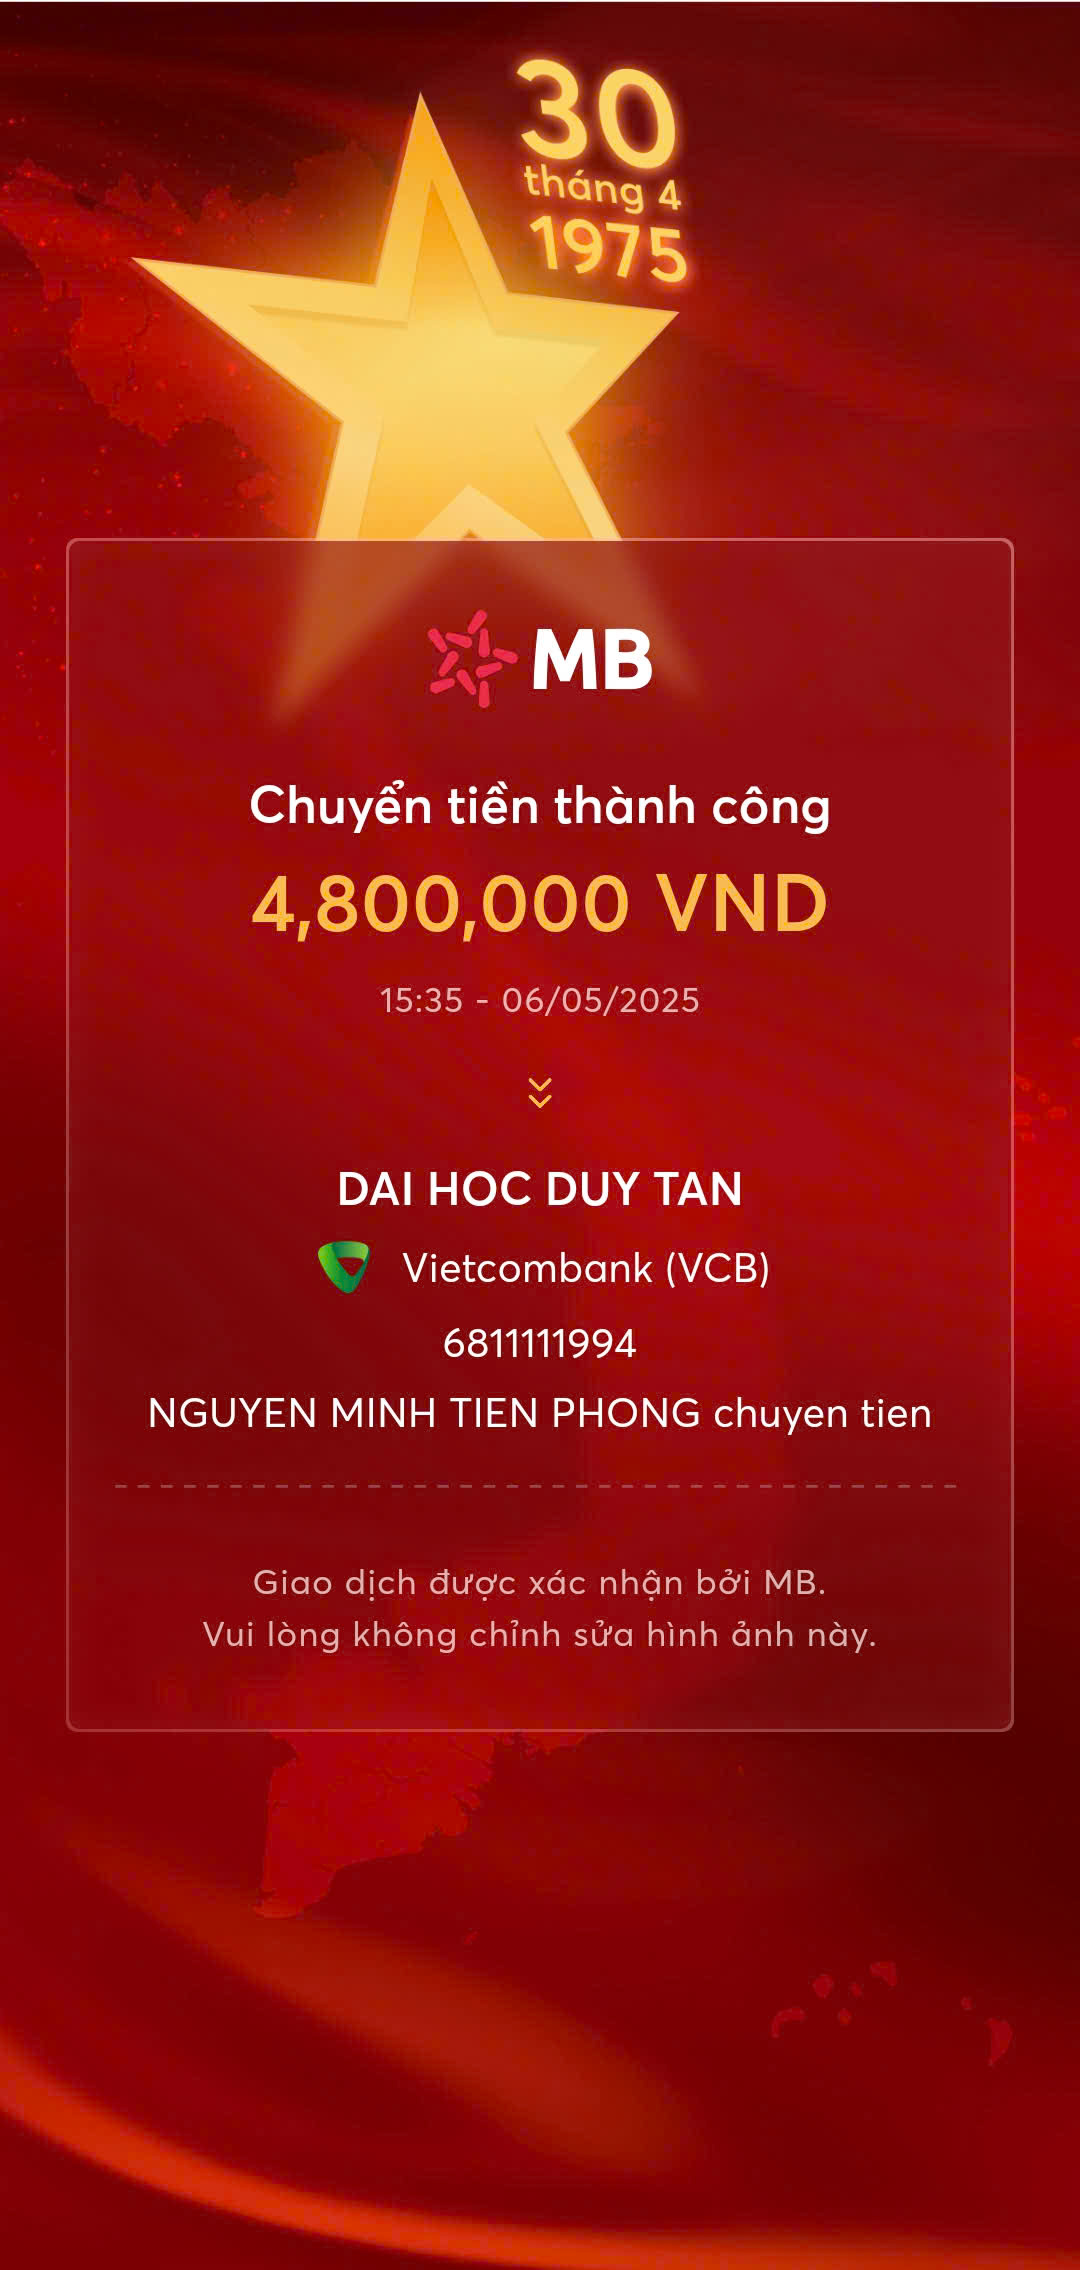 30
tháng 4
1975
MB
Chuyển tiền thành công
4,800,000 VND
15:35 - 06/05/2025
DAI HOC DUY TAN
Vietcombank (VCB)
6811111994
NGUYEN MINH TIEN PHONG chuyen tien
Giao dịch được xác nhận bởi MB.
Vui lòng không chỉnh sửa hình ảnh này.